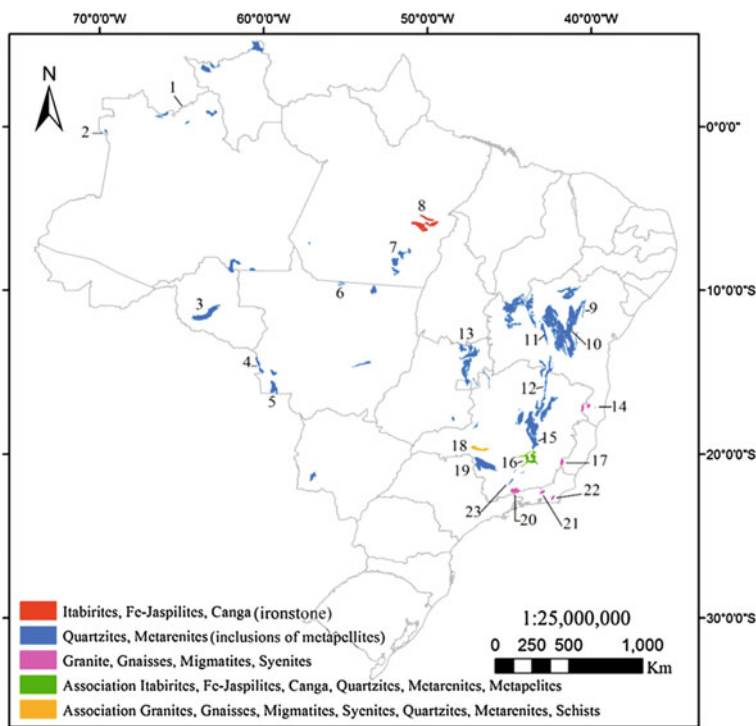 70°0'0"W 60°0'0"W 50°0'0"W 40°0'0"W
N
1
2
0°0'0"
8
7
6
3
10°0'0"S
9
11
10
13
4
5
12
14
15
18
16
17
19
20°0'0"S
23
20
22
21
30°0'0"S
Itabirites, Fe-Jaspilites, Canga (ironstone)
Quartzites, Metarenites (inclusions of metapellites)
Granite, Gnaisses, Migmatites, Syenites
Association Itabirites, Fe-Jaspilites, Canga, Quartzites, Metarenites, Metapelites
Association Granites, Gnaisses, Migmatites, Syenites, Quartzites, Metarenites, Schists
1:25,000,000
0 250 500 1,000
Km